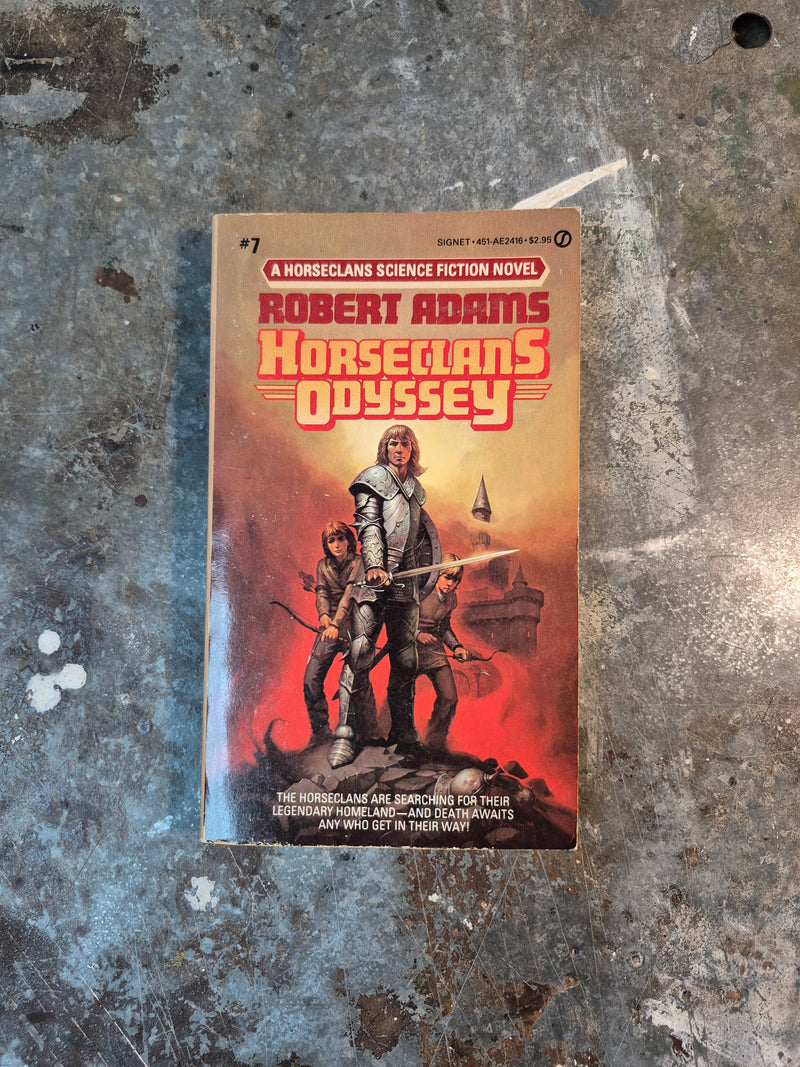 #7
SIGNET • 451-AE2416 • $2.95
A HORSECLANS SCIENCE FICTION NOVEL
ROBERT ADAMS
HORSECLANS
ODYSSEY
THE HORSECLANS ARE SEARCHING FOR THEIR
LEGENDARY HOMELAND—AND DEATH AWAITS
ANY WHO GET IN THEIR WAY!